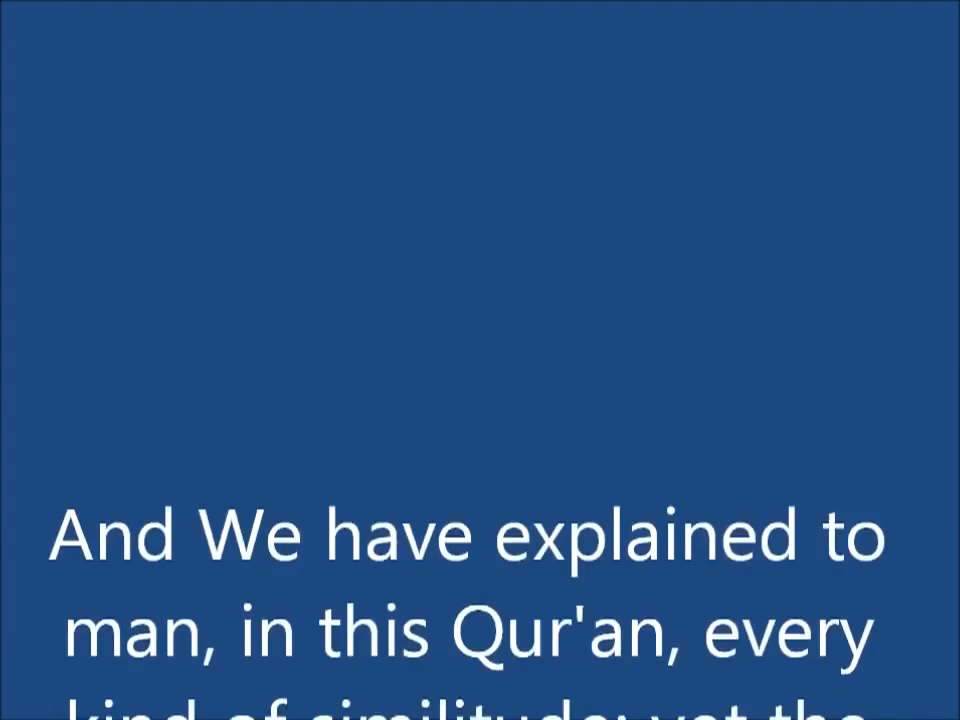 And We have explained to
man, in this Qur'an, every
kind of similitude: yet the